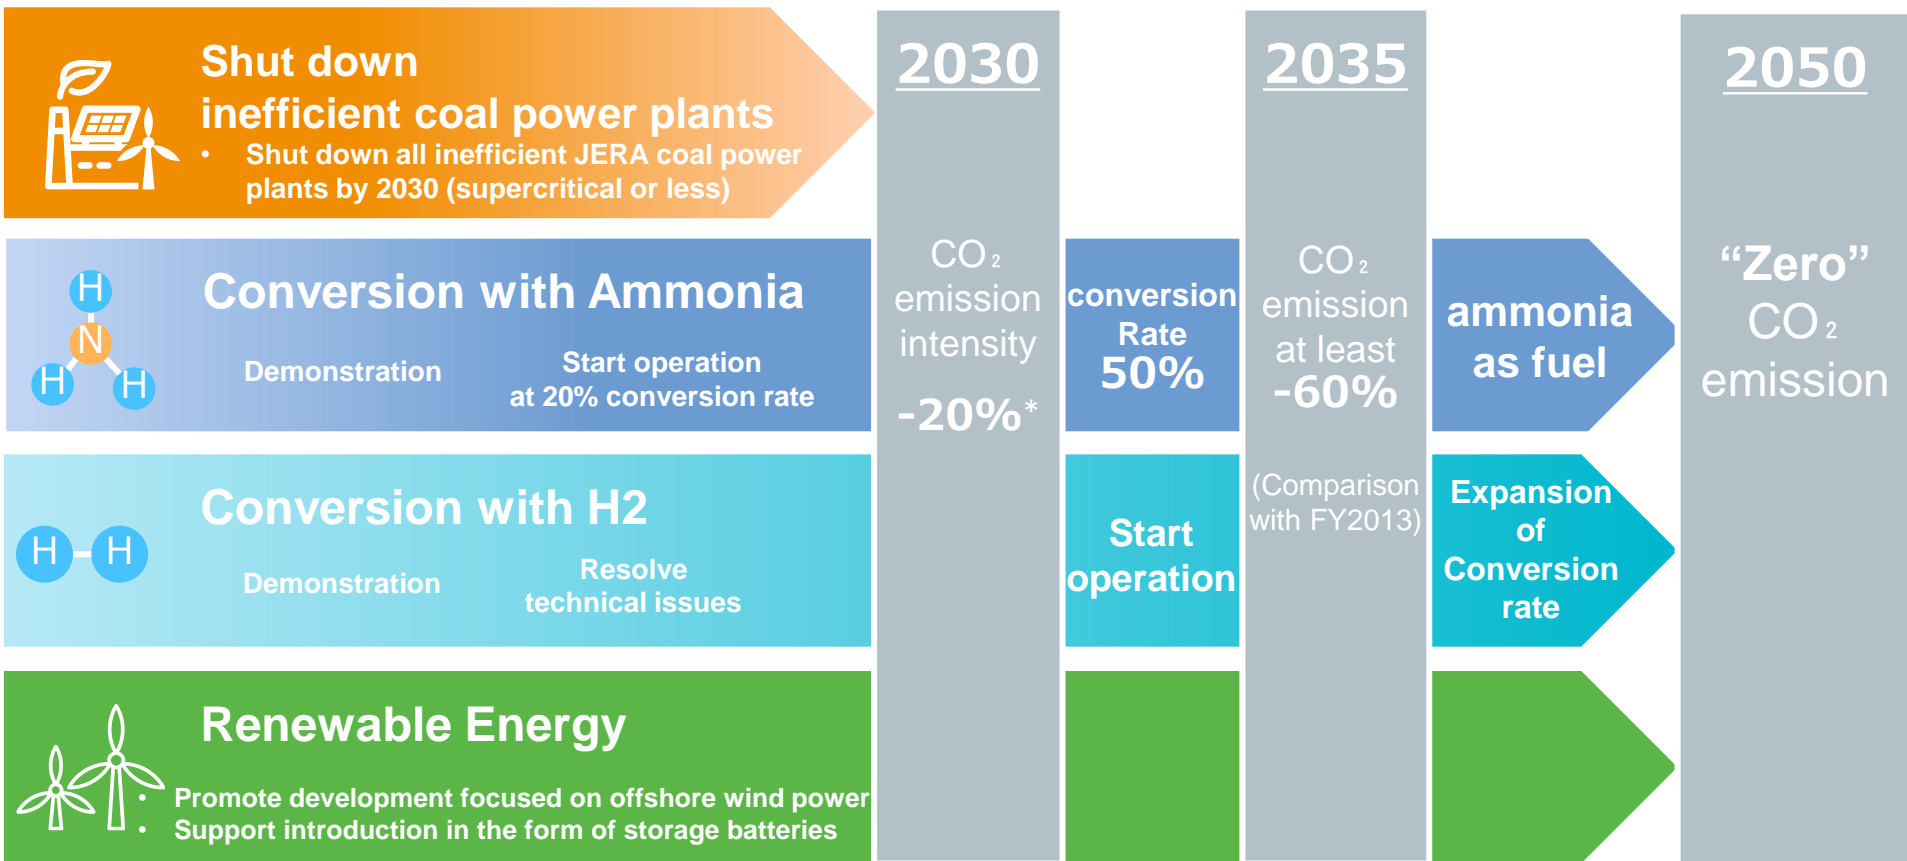 Shut down
inefficient coal power plants
• Shut down all inefficient JERA coal power
plants by 2030 (supercritical or less)
H
N
H
H
Conversion with Ammonia
Demonstration
Start operation
at 20% conversion rate
H-H
Conversion with H2
Demonstration
Resolve
technical issues
Renewable Energy
• Promote development focused on offshore wind power
• Support introduction in the form of storage batteries
2030
CO₂
emission
intensity
-20%*
conversion
Rate
50%
Start
operation
2035
CO₂
emission
at least
-60%
(Comparison
with FY2013)
ammonia
as fuel
Expansion
of
Conversion
rate
2050
“Zero”
CO₂
emission